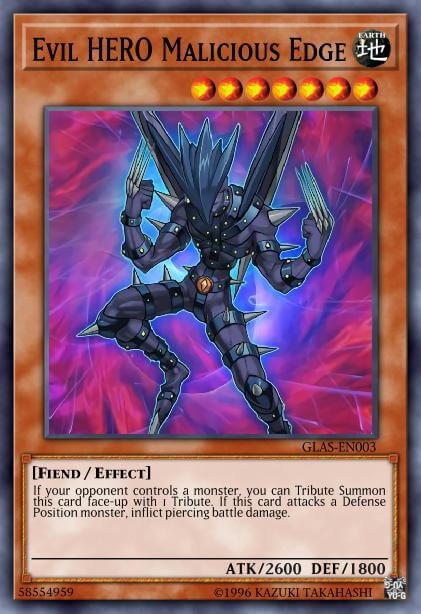 Evil HERO Malicious Edge
EARTH
地
GLAS-EN003
[Fiend / Effect]
If your opponent controls a monster, you can Tribute Summon
this card face-up with 1 Tribute. If this card attacks a Defense
Position monster, inflict piercing battle damage.
ATK/2600 DEF/1800
58554959
©1996 KAZUKI TAKAHASHI